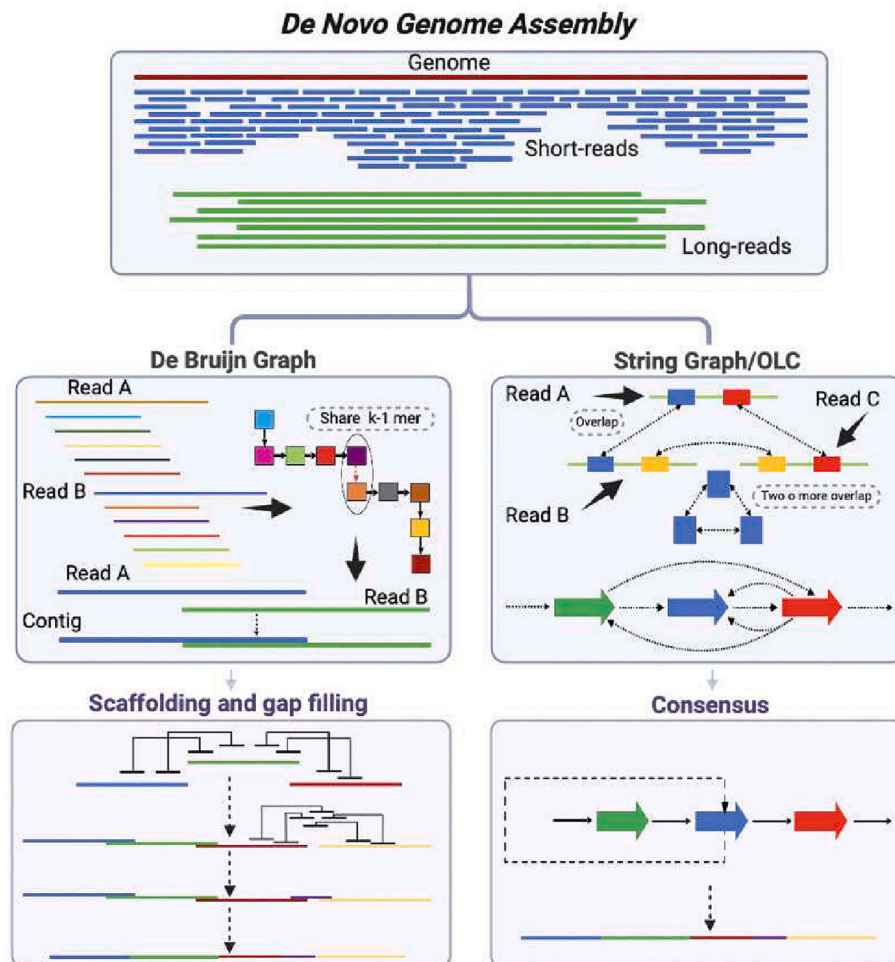 De Novo Genome Assembly
Genome
Short-reads
Long-reads
De Bruijn Graph
Read A
Share k-1 mer
Read B
Read A
Read B
Contig
String Graph/OLC
Read A
Read C
Overlap
Read B
Two o more overlap
Scaffolding and gap filling
Consensus